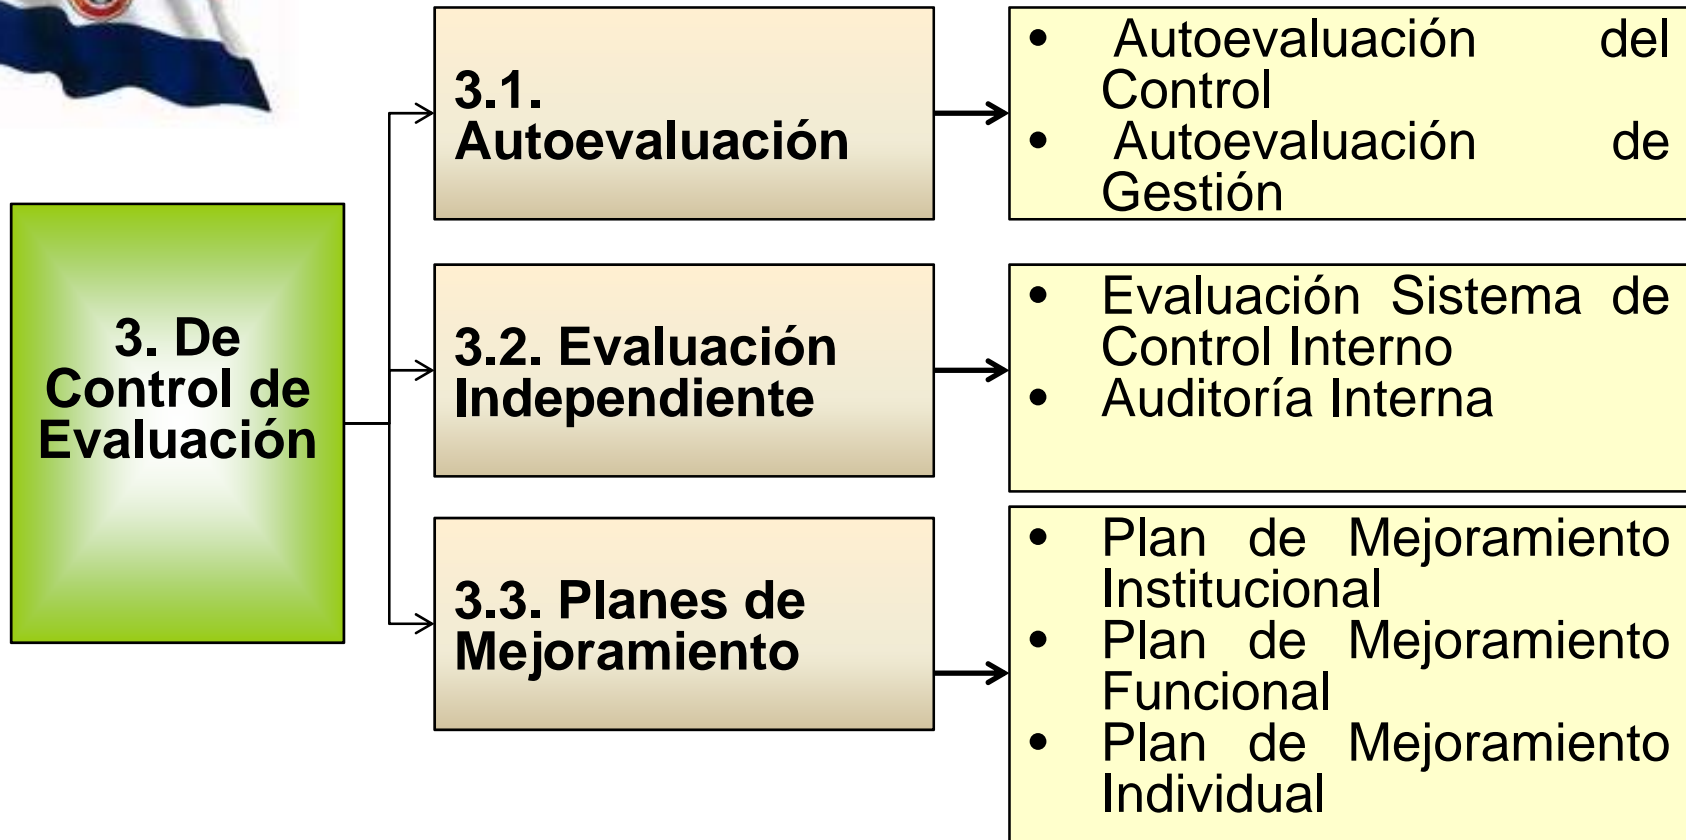 3. De
Control de
Evaluación
3.1.
Autoevaluación
• Autoevaluación del
Control
• Autoevaluación de
Gestión
3.2. Evaluación
Independiente
• Evaluación Sistema de
Control Interno
• Auditoría Interna
3.3. Planes de
Mejoramiento
• Plan de Mejoramiento
Institucional
• Plan de Mejoramiento
Funcional
• Plan de Mejoramiento
Individual